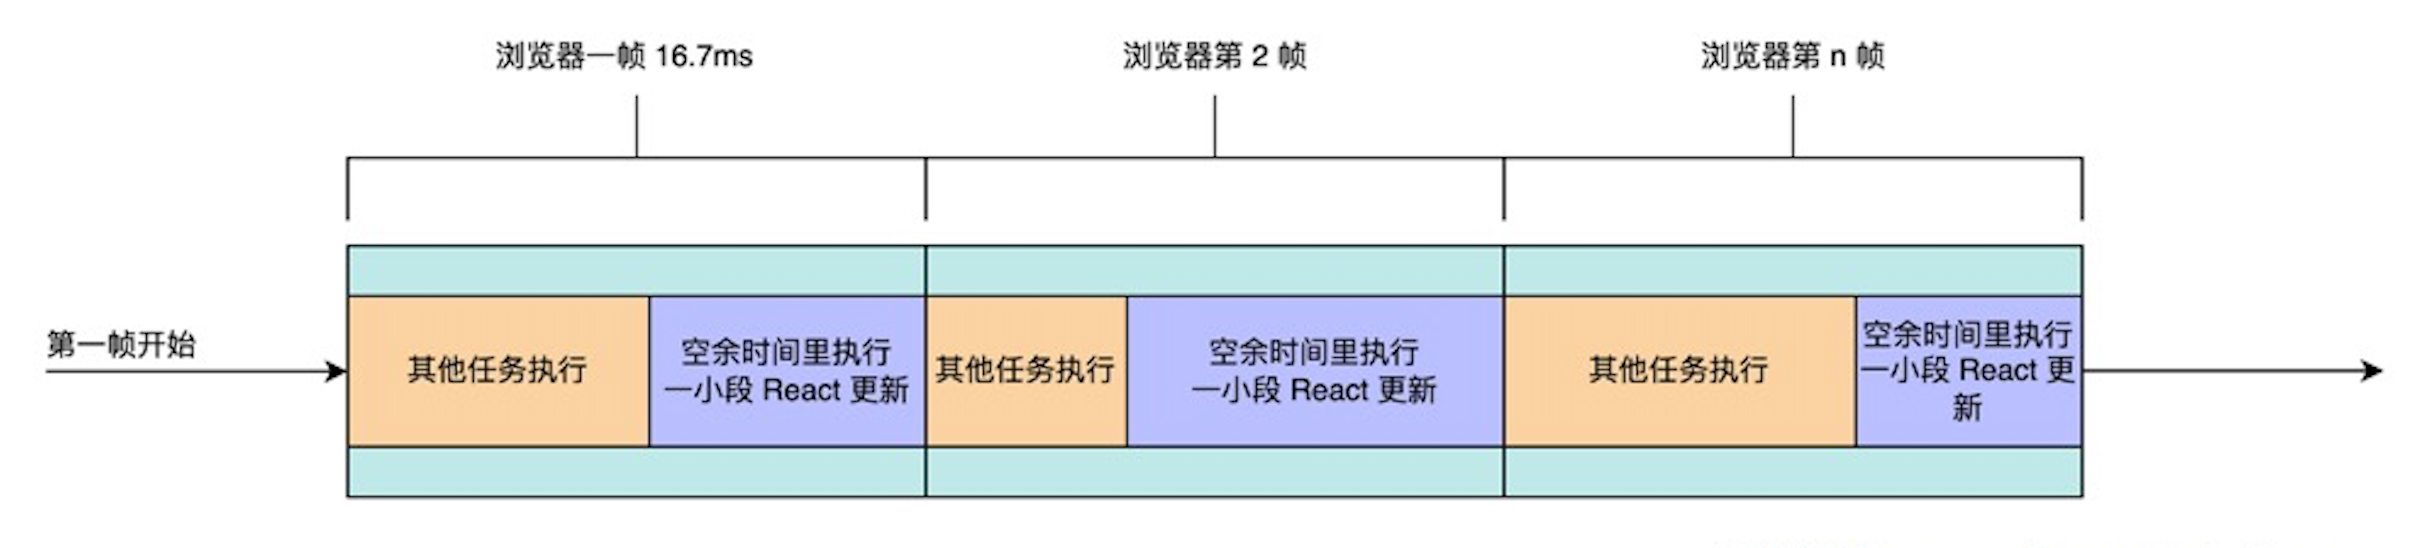 浏览器一帧 16.7ms
浏览器第 2 帧
浏览器第 n 帧
第一帧开始
其他任务执行
空余时间里执行
一小段 React 更新
其他任务执行
空余时间里执行
一小段 React 更新
其他任务执行
空余时间里执行
一小段 React 更
新